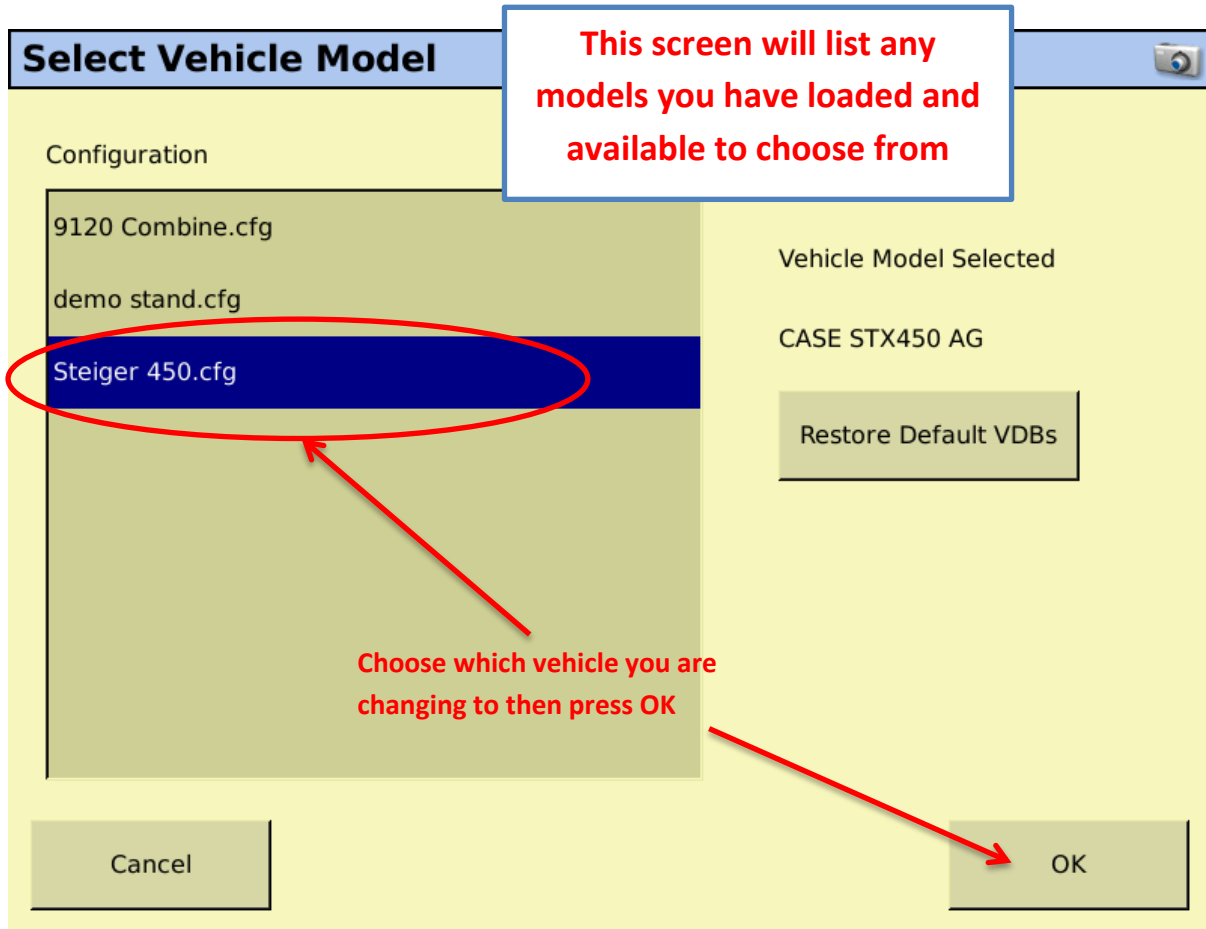 Select Vehicle Model
This screen will list any
models you have loaded and
available to choose from
Configuration
9120 Combine.cfg
demo stand.cfg
Steiger 450.cfg
Vehicle Model Selected
CASE STX450 AG
Restore Default VDBs
Choose which vehicle you are
changing to then press OK
Cancel
OK